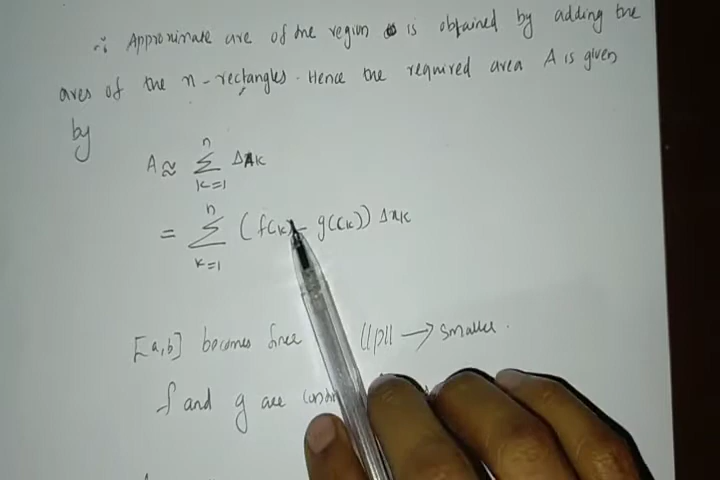 ∴ Approximate are of the region is obtained by adding the
ares of the n-rectangles. Hence the required area A is given
by
A ≈ n Σ k=1 ΔAk
= n Σ k=1 (f(ck) - g(ck)) Δxk
[a,b] becomes finee ||p|| → smaller.
f and g are